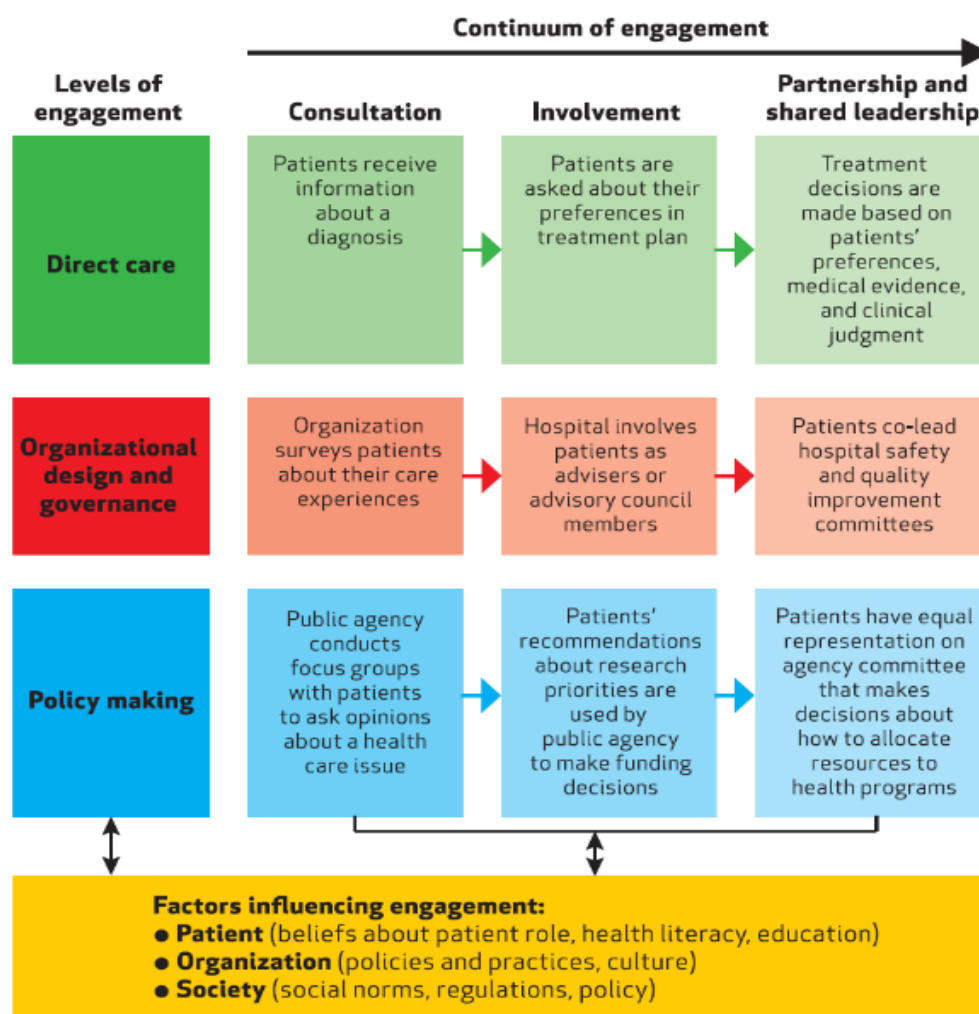 Continuum of engagement
Levels of
engagement
Consultation
Involvement
Partnership and
shared leadership
Direct care
Patients receive
information
about a
diagnosis
Patients are
asked about their
preferences in
treatment plan
Treatment
decisions are
made based on
patients'
preferences,
medical evidence,
and clinical
judgment
Organizational
design and
governance
Organization
surveys patients
about their care
experiences
Hospital involves
patients as
advisers or
advisory council
members
Patients co-lead
hospital safety
and quality
improvement
committees
Policy making
Public agency
conducts
focus groups
with patients
to ask opinions
about a health
care issue
Patients'
recommendations
about research
priorities are
used by
public agency
to make funding
decisions
Patients have equal
representation on
agency committee
that makes
decisions about
how to allocate
resources to
health programs
Factors influencing engagement:
● Patient (beliefs about patient role, health literacy, education)
● Organization (policies and practices, culture)
● Society (social norms, regulations, policy)